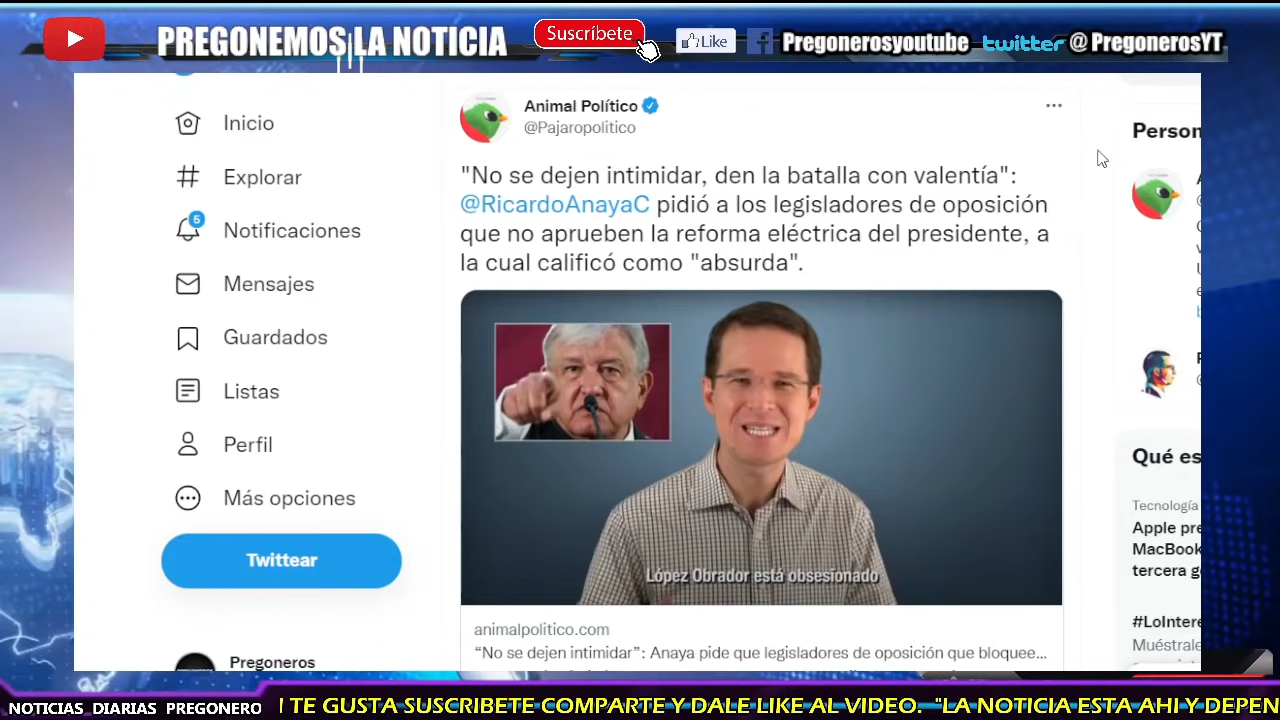 PREGONEMOS LA NOTICIA
Suscríbete
Like
Pregonerosyoutube
twitter @PregonerosYT
Inicio
Explorar
5
Notificaciones
Mensajes
Guardados
Listas
Perfil
Más opciones
Twittear
Pregoneros
Animal Político
@Pajaropolitico
"No se dejen intimidar, den la batalla con valentía":
@RicardoAnayaC pidió a los legisladores de oposición
que no aprueben la reforma eléctrica del presidente, a
la cual calificó como "absurda".
López Obrador está obsesionado
animalpolitico.com
“No se dejen intimidar”: Anaya pide que legisladores de oposición que bloquee...
Person
Qué es
Tecnología
Apple pre
MacBook
tercera g
#LoIntere
Muéstrale
NOTICIAS DIARIAS PREGONERO
I TE GUSTA SUSCRIBETE COMPARTE Y DALE LIKE AL VIDEO. "LA NOTICIA ESTA AHI Y DEPEN